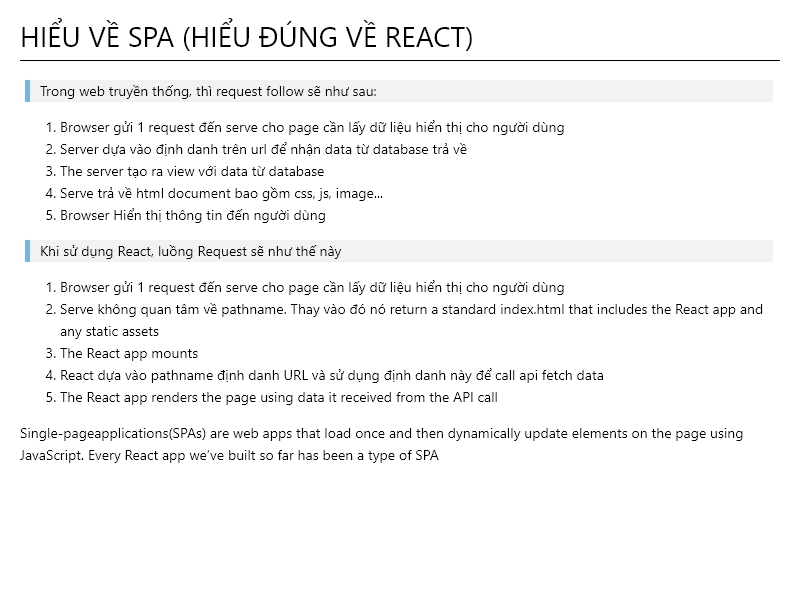 HIỂU VỀ SPA (HIỂU ĐÚNG VỀ REACT)
Trong web truyền thống, thì request follow sẽ như sau:
1. Browser gửi 1 request đến serve cho page cần lấy dữ liệu hiển thị cho người dùng
2. Server dựa vào định danh trên url để nhận data từ database trả về
3. The server tạo ra view với data từ database
4. Serve trả về html document bao gồm css, js, image...
5. Browser Hiển thị thông tin đến người dùng
Khi sử dụng React, luồng Request sẽ như thế này
1. Browser gửi 1 request đến serve cho page cần lấy dữ liệu hiển thị cho người dùng
2. Serve không quan tâm về pathname. Thay vào đó nó return a standard index.html that includes the React app and
any static assets
3. The React app mounts
4. React dựa vào pathname định danh URL và sử dụng định danh này để call api fetch data
5. The React app renders the page using data it received from the API call
Single-pageapplications(SPAs) are web apps that load once and then dynamically update elements on the page using
JavaScript. Every React app we’ve built so far has been a type of SPA